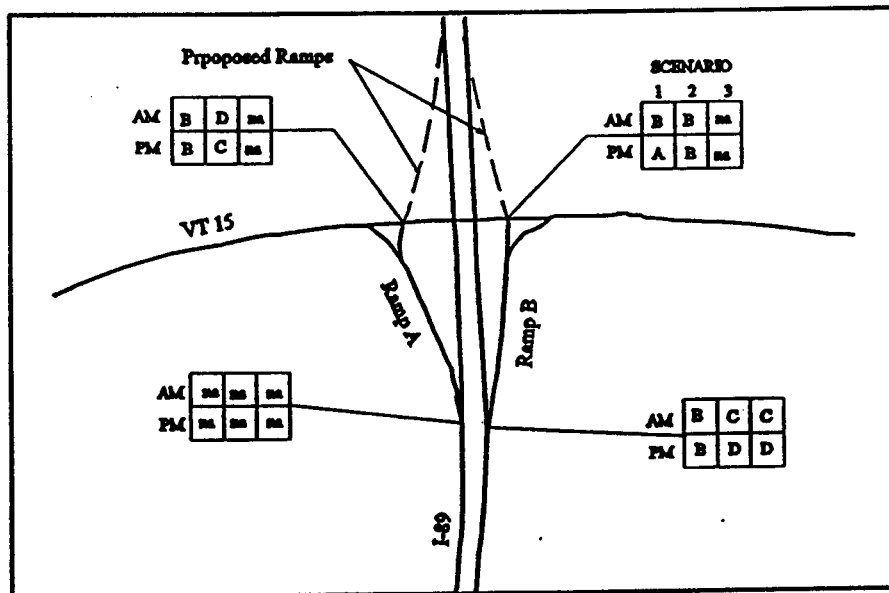 Prpoposed Ramps
SCENARIO
1 2 3
AM B D na
PM B C na
AM B B na
PM A B na
VT 15
Ramp A
Ramp B
AM na na na
PM na na na
AM B C C
PM B D D
I-89